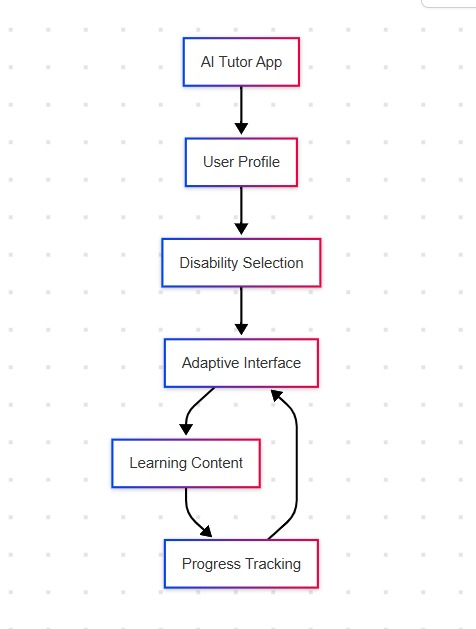 AI Tutor App
User Profile
Disability Selection
Adaptive Interface
Learning Content
Progress Tracking